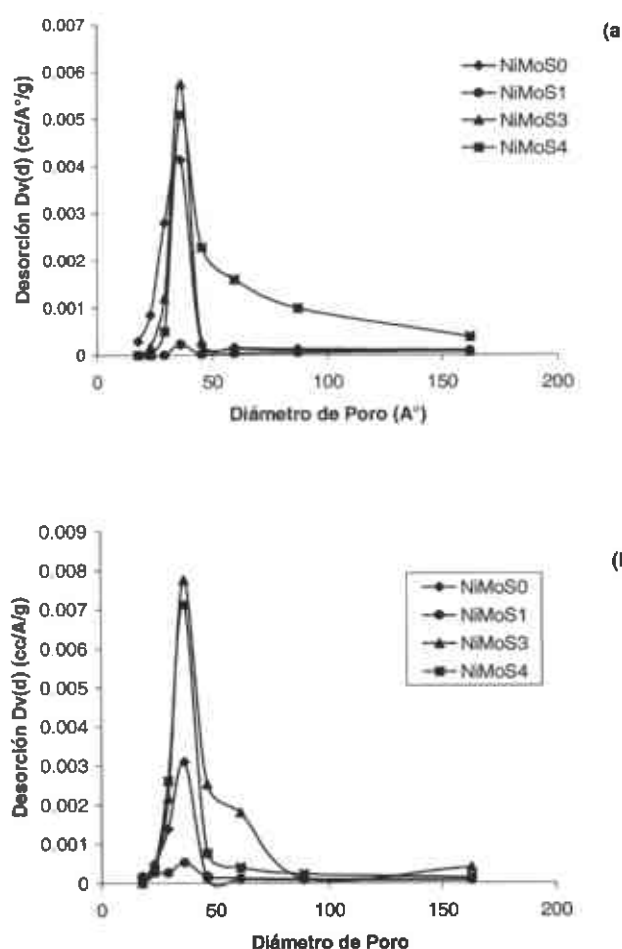 (a
0.007
0.006
0.005
0.004
0.003
0.002
0.001
0
Desorción Dv(d) (cc/A°/g)
NiMoS0
NiMoS1
NiMoS3
NiMoS4
0 50 100 150 200
Diámetro de Poro (A°)
(b
0.009
0.008
0.007
0.006
0.005
0.004
0.003
0.002
0.001
0
Desorción Dv(d) (cc/A/g)
NiMoS0
NiMoS1
NiMoS3
NiMoS4
0 50 100 150 200
Diámetro de Poro